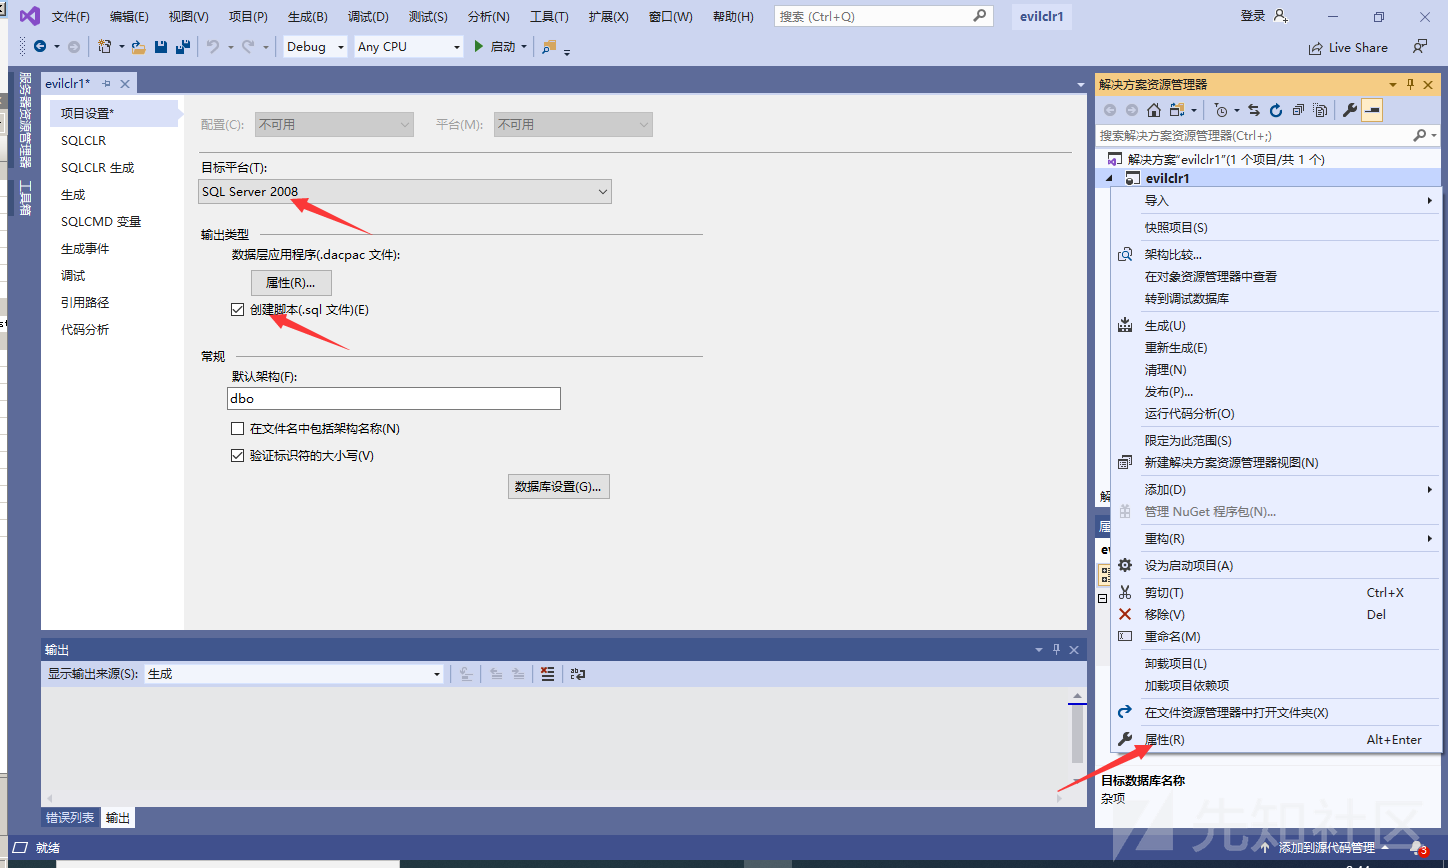 文件(F) 编辑(E) 视图(V) 项目(P) 生成(B) 调试(D) 测试(S) 分析(N) 工具(T) 扩展(X) 窗口(W) 帮助(H) 搜索 (Ctrl+Q) evilclr1 登录
Debug Any CPU 启动 Live Share
服务器资源管理器
工具箱
evilclr1*
项目设置*
SQLCLR
SQLCLR 生成
生成
SQLCMD 变量
生成事件
调试
引用路径
代码分析
配置(C): 不可用 平台(M): 不可用
目标平台(T):
SQL Server 2008
输出类型
数据层应用程序(.dacpac 文件):
属性(R)...
创建脚本(.sql 文件)(E)
常规
默认架构(F):
dbo
在文件名中包括架构名称(N)
验证标识符的大小写(V)
数据库设置(G)...
输出
显示输出来源(S): 生成
错误列表 输出
就绪
解决方案资源管理器
搜索解决方案资源管理器(Ctrl+;)
解决方案"evilclr1"(1 个项目/共 1 个)
evilclr1
导入
快照项目(S)
架构比较...
在对象资源管理器中查看
转到调试数据库
生成(U)
重新生成(E)
清理(N)
发布(P)...
运行代码分析(O)
限定为此范围(S)
新建解决方案资源管理器视图(N)
添加(D)
管理 NuGet 程序包(N)...
重构(R)
设为启动项目(A)
剪切(T) Ctrl+X
移除(V) Del
重命名(M)
卸载项目(L)
加载项目依赖项
在文件资源管理器中打开文件夹(X)
属性(R) Alt+Enter
目标数据库名称
杂项
先知社区
添加到源代码管理 3